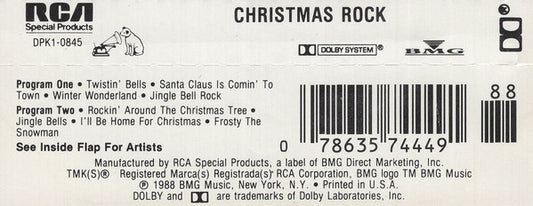 RCA
Special Products
DPK1-0845
CHRISTMAS ROCK
DOLBY SYSTEM ®
BMG
PROGRAM ONE • Twistin' Bells • Santa Claus Is Comin' To
Town • Winter Wonderland • Jingle Bell Rock
PROGRAM TWO • Rockin' Around The Christmas Tree •
Jingle Bells • I'll Be Home For Christmas • Frosty The
Snowman
See Inside Flap For Artists
88
0 78635 74449
Manufactured by RCA Special Products, a label of BMG Direct Marketing, Inc.
TMK(S)® Registered Marca(s) Registrada(s) RCA Corporation, BMG logo TM BMG Music
℗ 1988 BMG Music, New York, N.Y. • Printed in U.S.A.
DOLBY and are trademarks of Dolby Laboratories, Inc.